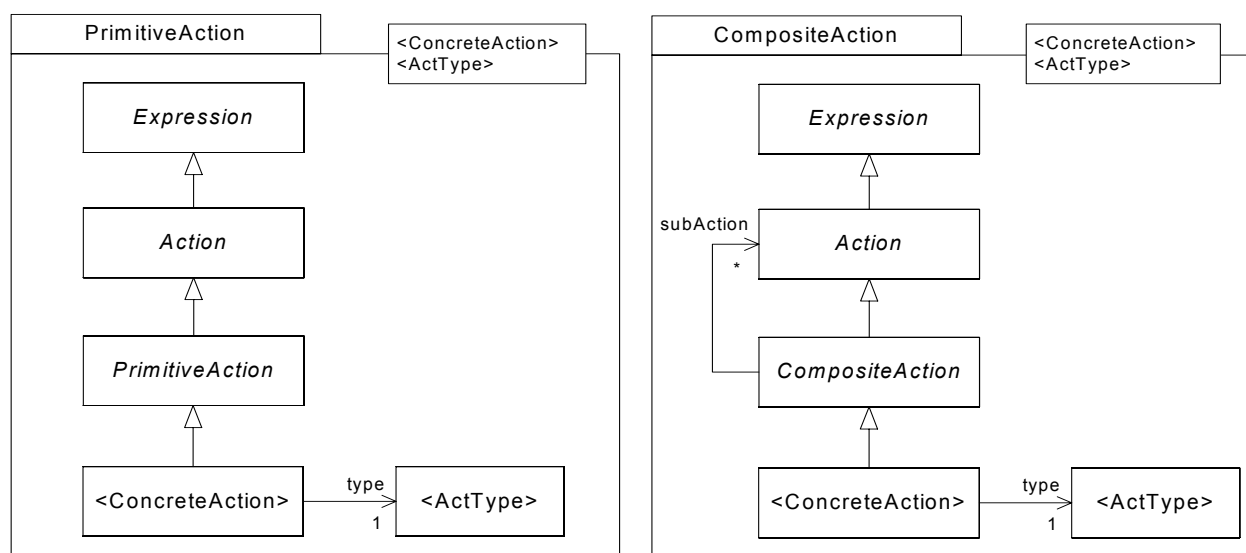 PrimitiveAction
<ConcreteAction>
<ActType>
Expression
Action
PrimitiveAction
<ConcreteAction>
type
1
<ActType>
CompositeAction
<ConcreteAction>
<ActType>
Expression
subAction
*
Action
CompositeAction
<ConcreteAction>
type
1
<ActType>